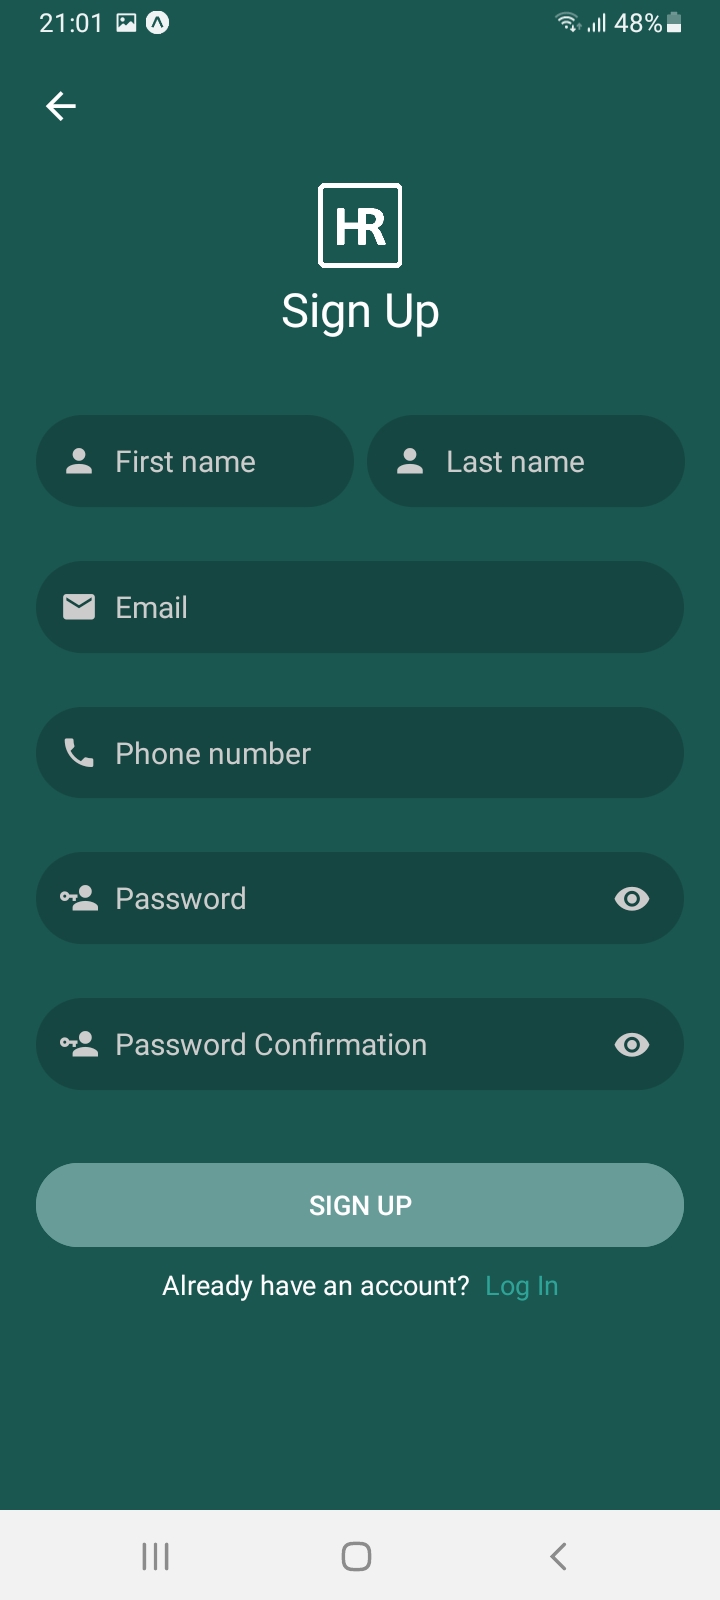 21:01 48%
HR
Sign Up
First name Last name
Email
Phone number
Password
Password Confirmation
SIGN UP
Already have an account? Log In